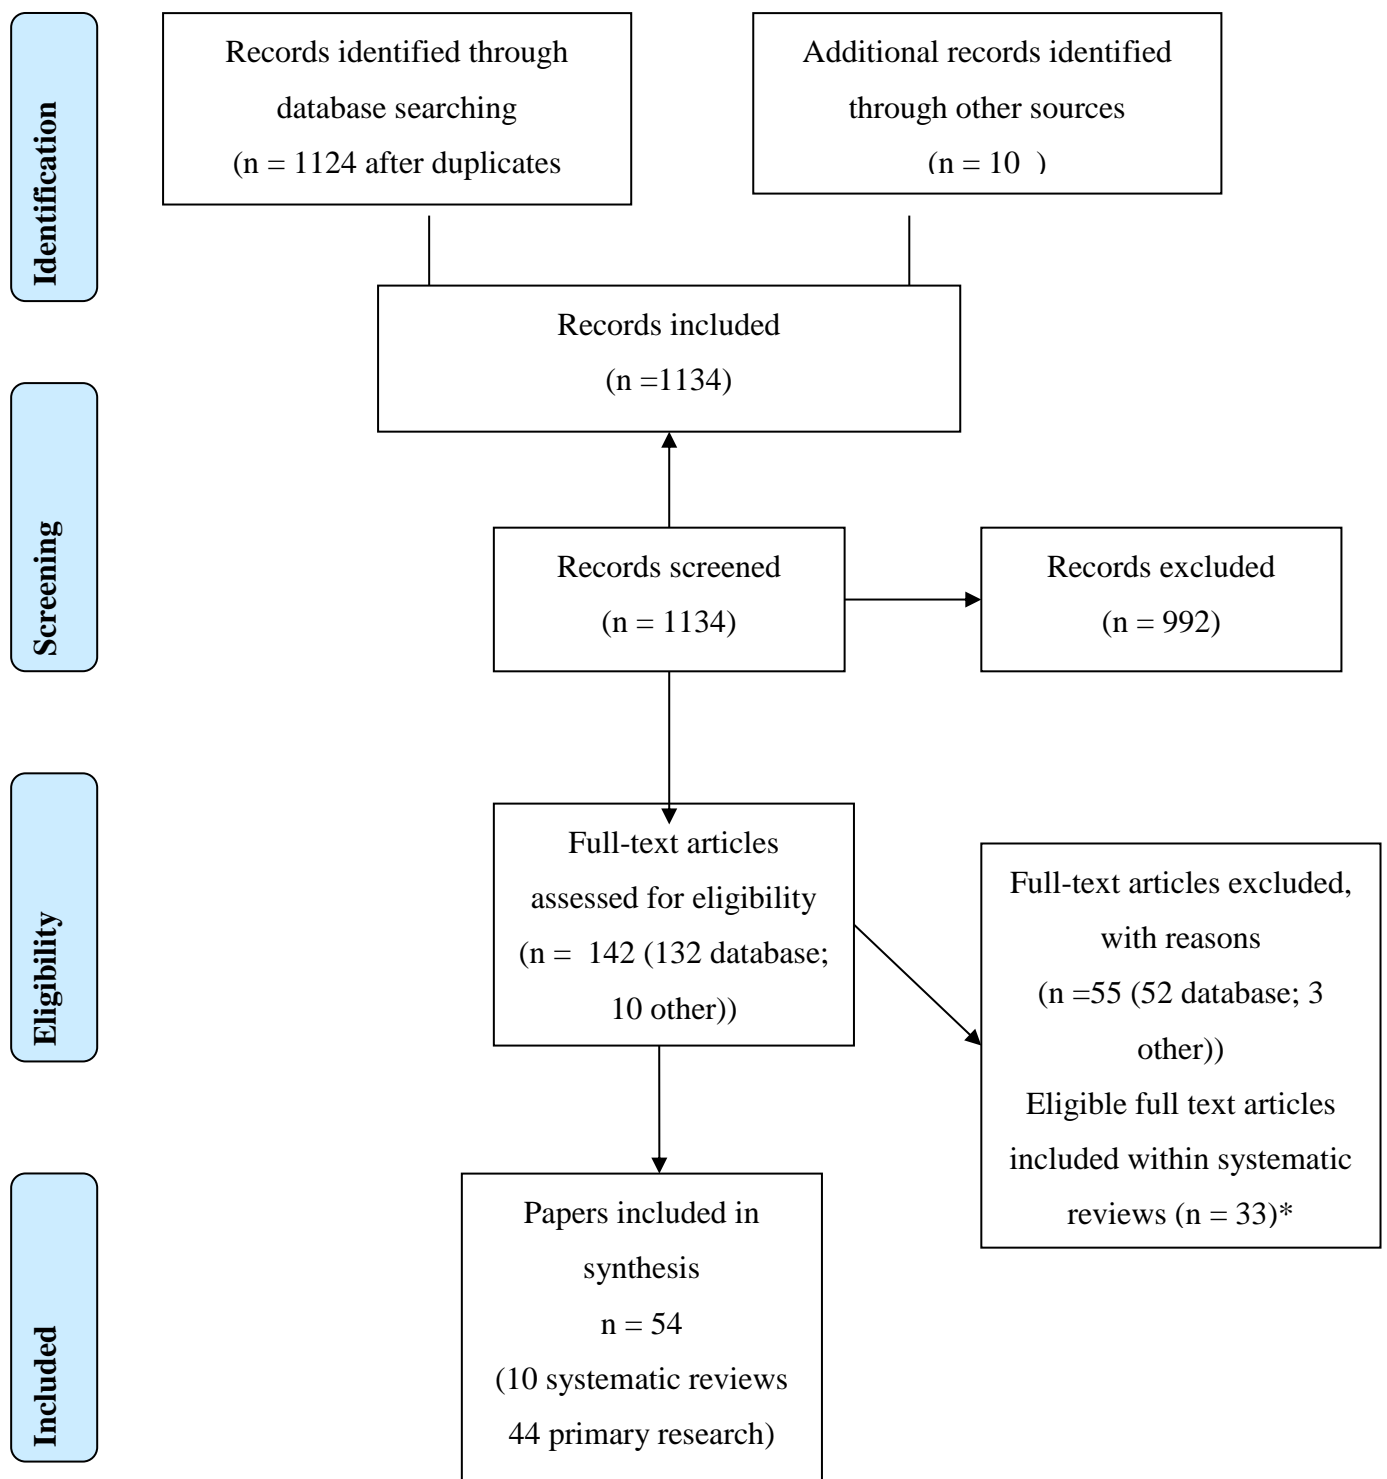 Identification
Records identified through
database searching
(n = 1124 after duplicates
Additional records identified
through other sources
(n = 10 )
Records included
(n =1134)
Screening
Records screened
(n = 1134)
Records excluded
(n = 992)
Eligibility
Full-text articles
assessed for eligibility
(n = 142 (132 database;
10 other))
Full-text articles excluded,
with reasons
(n =55 (52 database; 3
other))
Eligible full text articles
included within systematic
reviews (n = 33)*
Included
Papers included in
synthesis
n = 54
(10 systematic reviews
44 primary research)